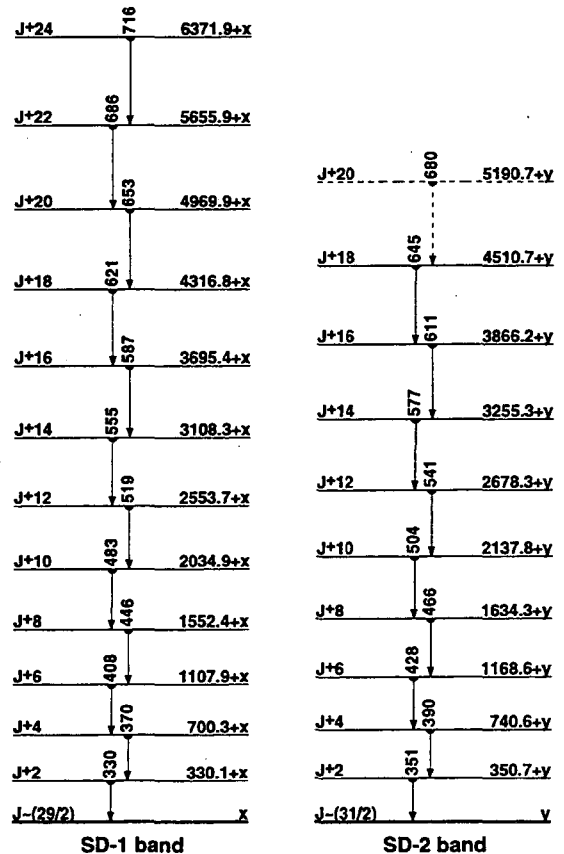 J+24 716 6371.9+x
J+22 686 5655.9+x
J+20 653 4969.9+x
J+18 621 4316.8+x
J+16 587 3695.4+x
J+14 555 3108.3+x
J+12 519 2553.7+x
J+10 483 2034.9+x
J+8 446 1552.4+x
J+6 408 1107.9+x
J+4 370 700.3+x
J+2 330 330.1+x
J~(29/2) x
SD-1 band
J+20 680 5190.7+y
J+18 645 4510.7+y
J+16 611 3866.2+y
J+14 577 3255.3+y
J+12 541 2678.3+y
J+10 504 2137.8+y
J+8 466 1634.3+y
J+6 428 1168.6+y
J+4 390 740.6+y
J+2 351 350.7+y
J~(31/2) y
SD-2 band